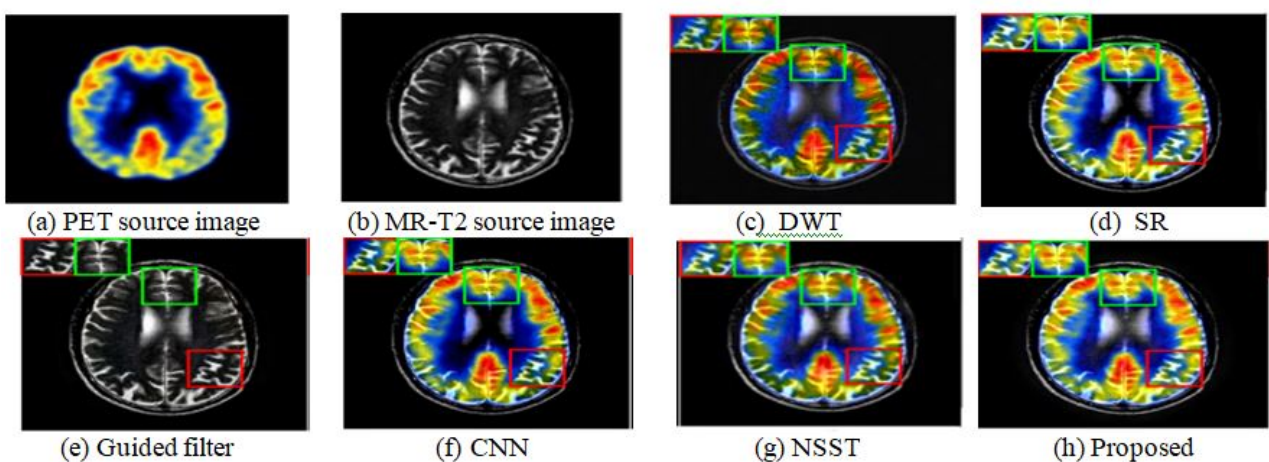 (a) PET source image
(b) MR-T2 source image
(c) DWT
(d) SR
(e) Guided filter
(f) CNN
(g) NSST
(h) Proposed